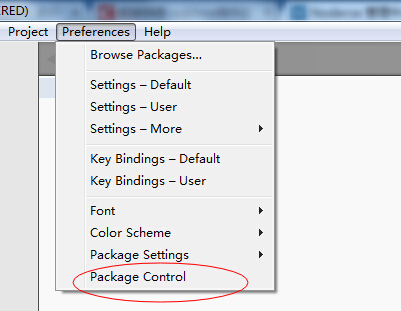 RED)
Project Preferences Help
Browse Packages...
Settings – Default
Settings – User
Settings – More
Key Bindings – Default
Key Bindings – User
Font
Color Scheme
Package Settings
Package Control